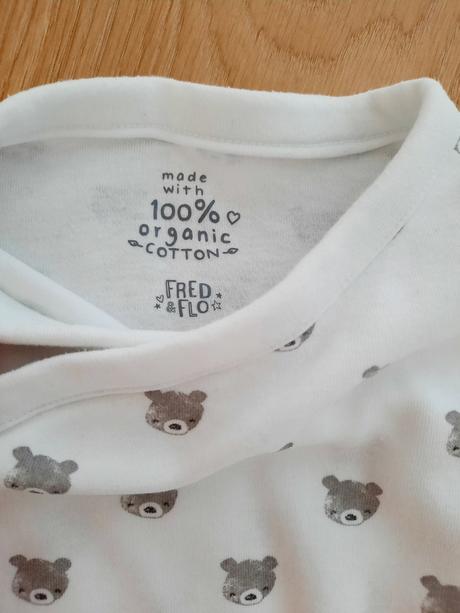 made
with
100%
organic
COTTON
FRED
& FLO